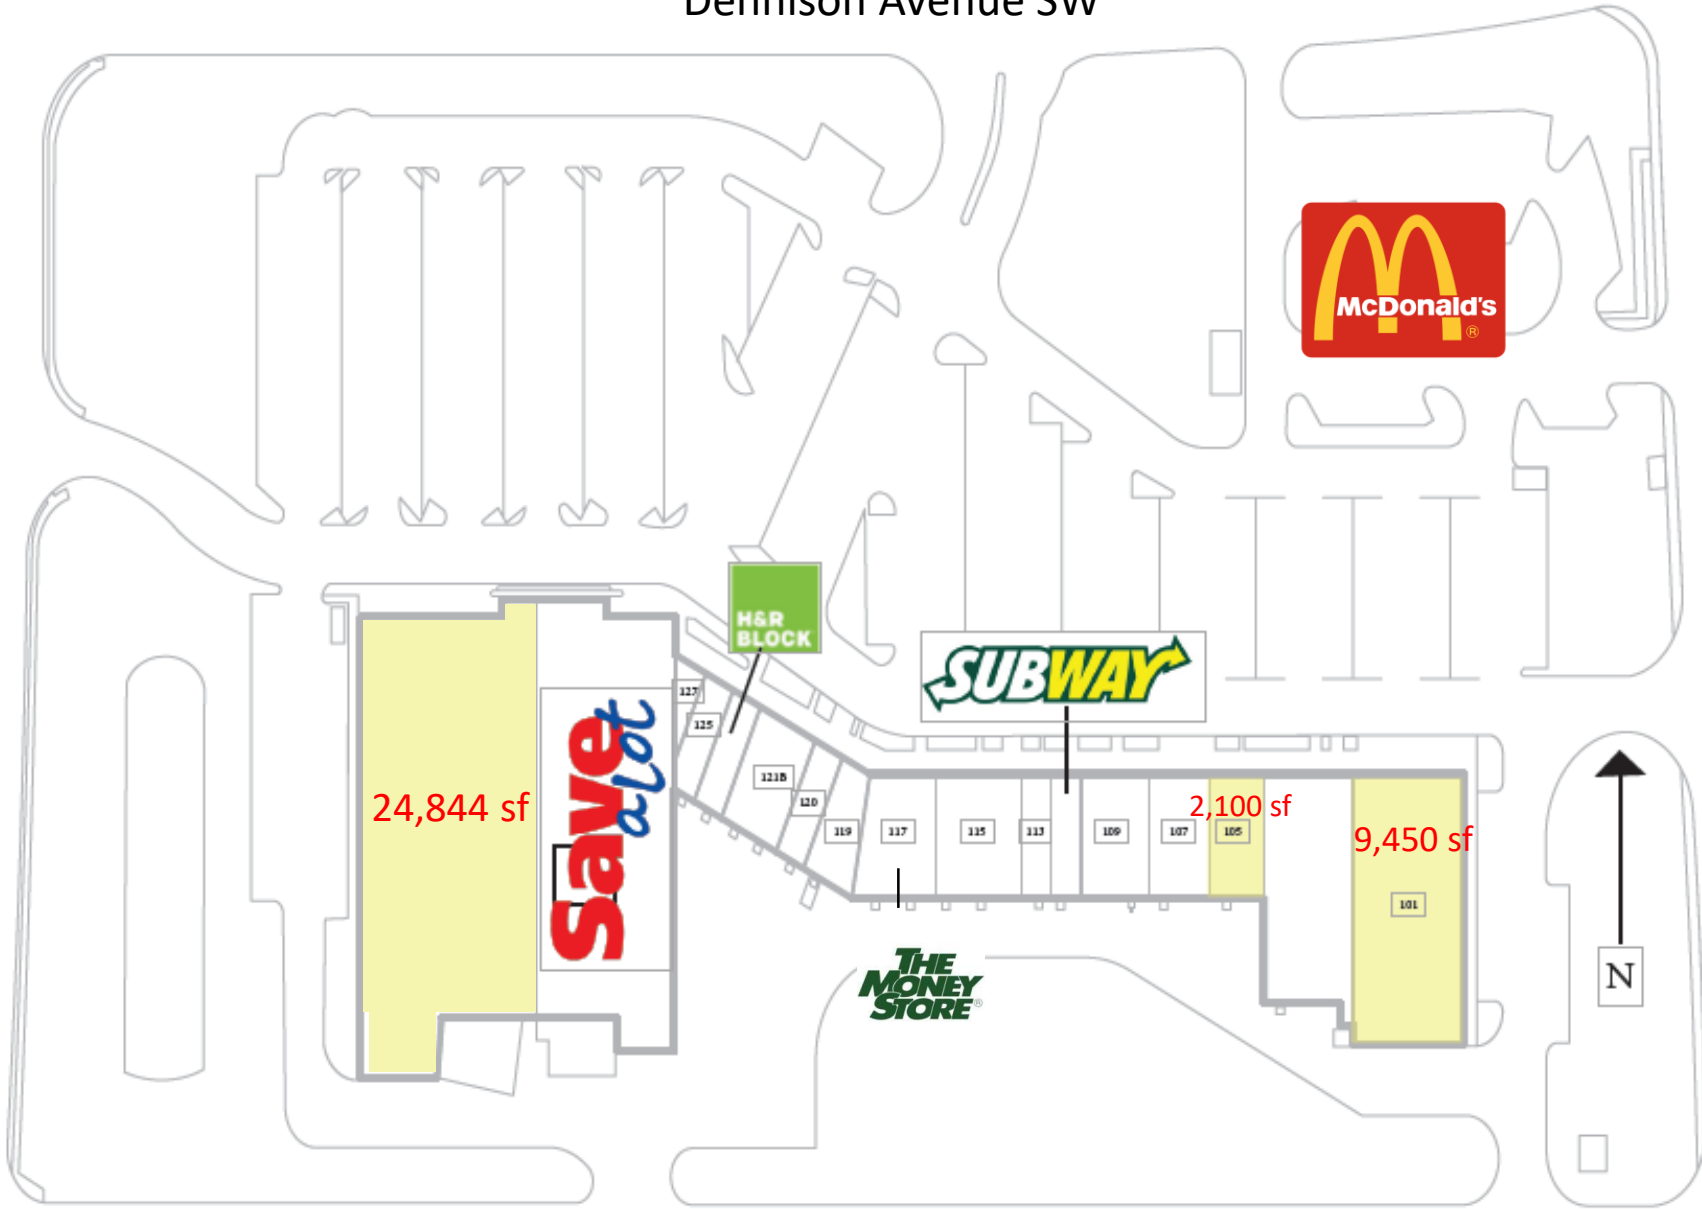 Dennison Avenue SW
McDonald's
®
H&R
BLOCK
SUBWAY
127
125
121B
120
119
117
115
113
109
107
105
2,100 sf
9,450 sf
101
24,844 sf
Save
a lot
THE
MONEY
STORE®
N